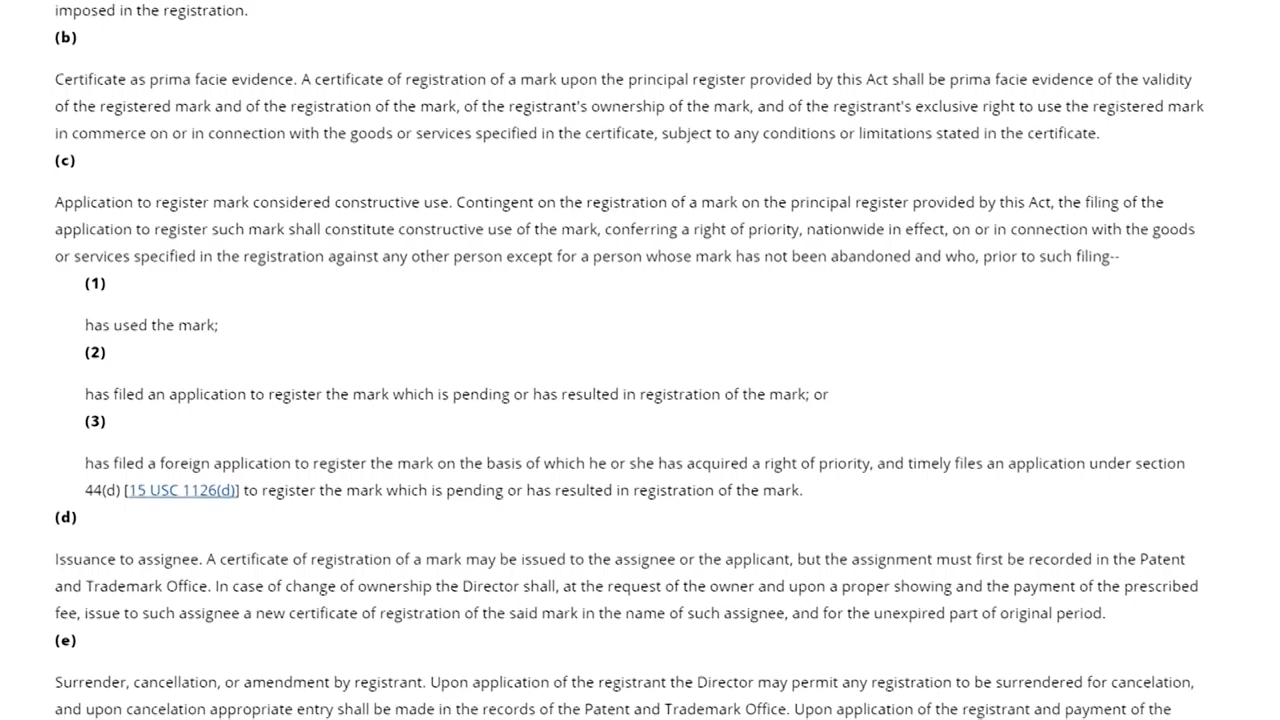 imposed in the registration.
(b)
Certificate as prima facie evidence. A certificate of registration of a mark upon the principal register provided by this Act shall be prima facie evidence of the validity
of the registered mark and of the registration of the mark, of the registrant's ownership of the mark, and of the registrant's exclusive right to use the registered mark
in commerce on or in connection with the goods or services specified in the certificate, subject to any conditions or limitations stated in the certificate.
(c)
Application to register mark considered constructive use. Contingent on the registration of a mark on the principal register provided by this Act, the filing of the
application to register such mark shall constitute constructive use of the mark, conferring a right of priority, nationwide in effect, on or in connection with the goods
or services specified in the registration against any other person except for a person whose mark has not been abandoned and who, prior to such filing--
(1)
has used the mark;
(2)
has filed an application to register the mark which is pending or has resulted in registration of the mark; or
(3)
has filed a foreign application to register the mark on the basis of which he or she has acquired a right of priority, and timely files an application under section
44(d) [15 USC 1126(d)] to register the mark which is pending or has resulted in registration of the mark.
(d)
Issuance to assignee. A certificate of registration of a mark may be issued to the assignee or the applicant, but the assignment must first be recorded in the Patent
and Trademark Office. In case of change of ownership the Director shall, at the request of the owner and upon a proper showing and the payment of the prescribed
fee, issue to such assignee a new certificate of registration of the said mark in the name of such assignee, and for the unexpired part of original period.
(e)
Surrender, cancellation, or amendment by registrant. Upon application of the registrant the Director may permit any registration to be surrendered for cancelation,
and upon cancelation appropriate entry shall be made in the records of the Patent and Trademark Office. Upon application of the registrant and payment of the